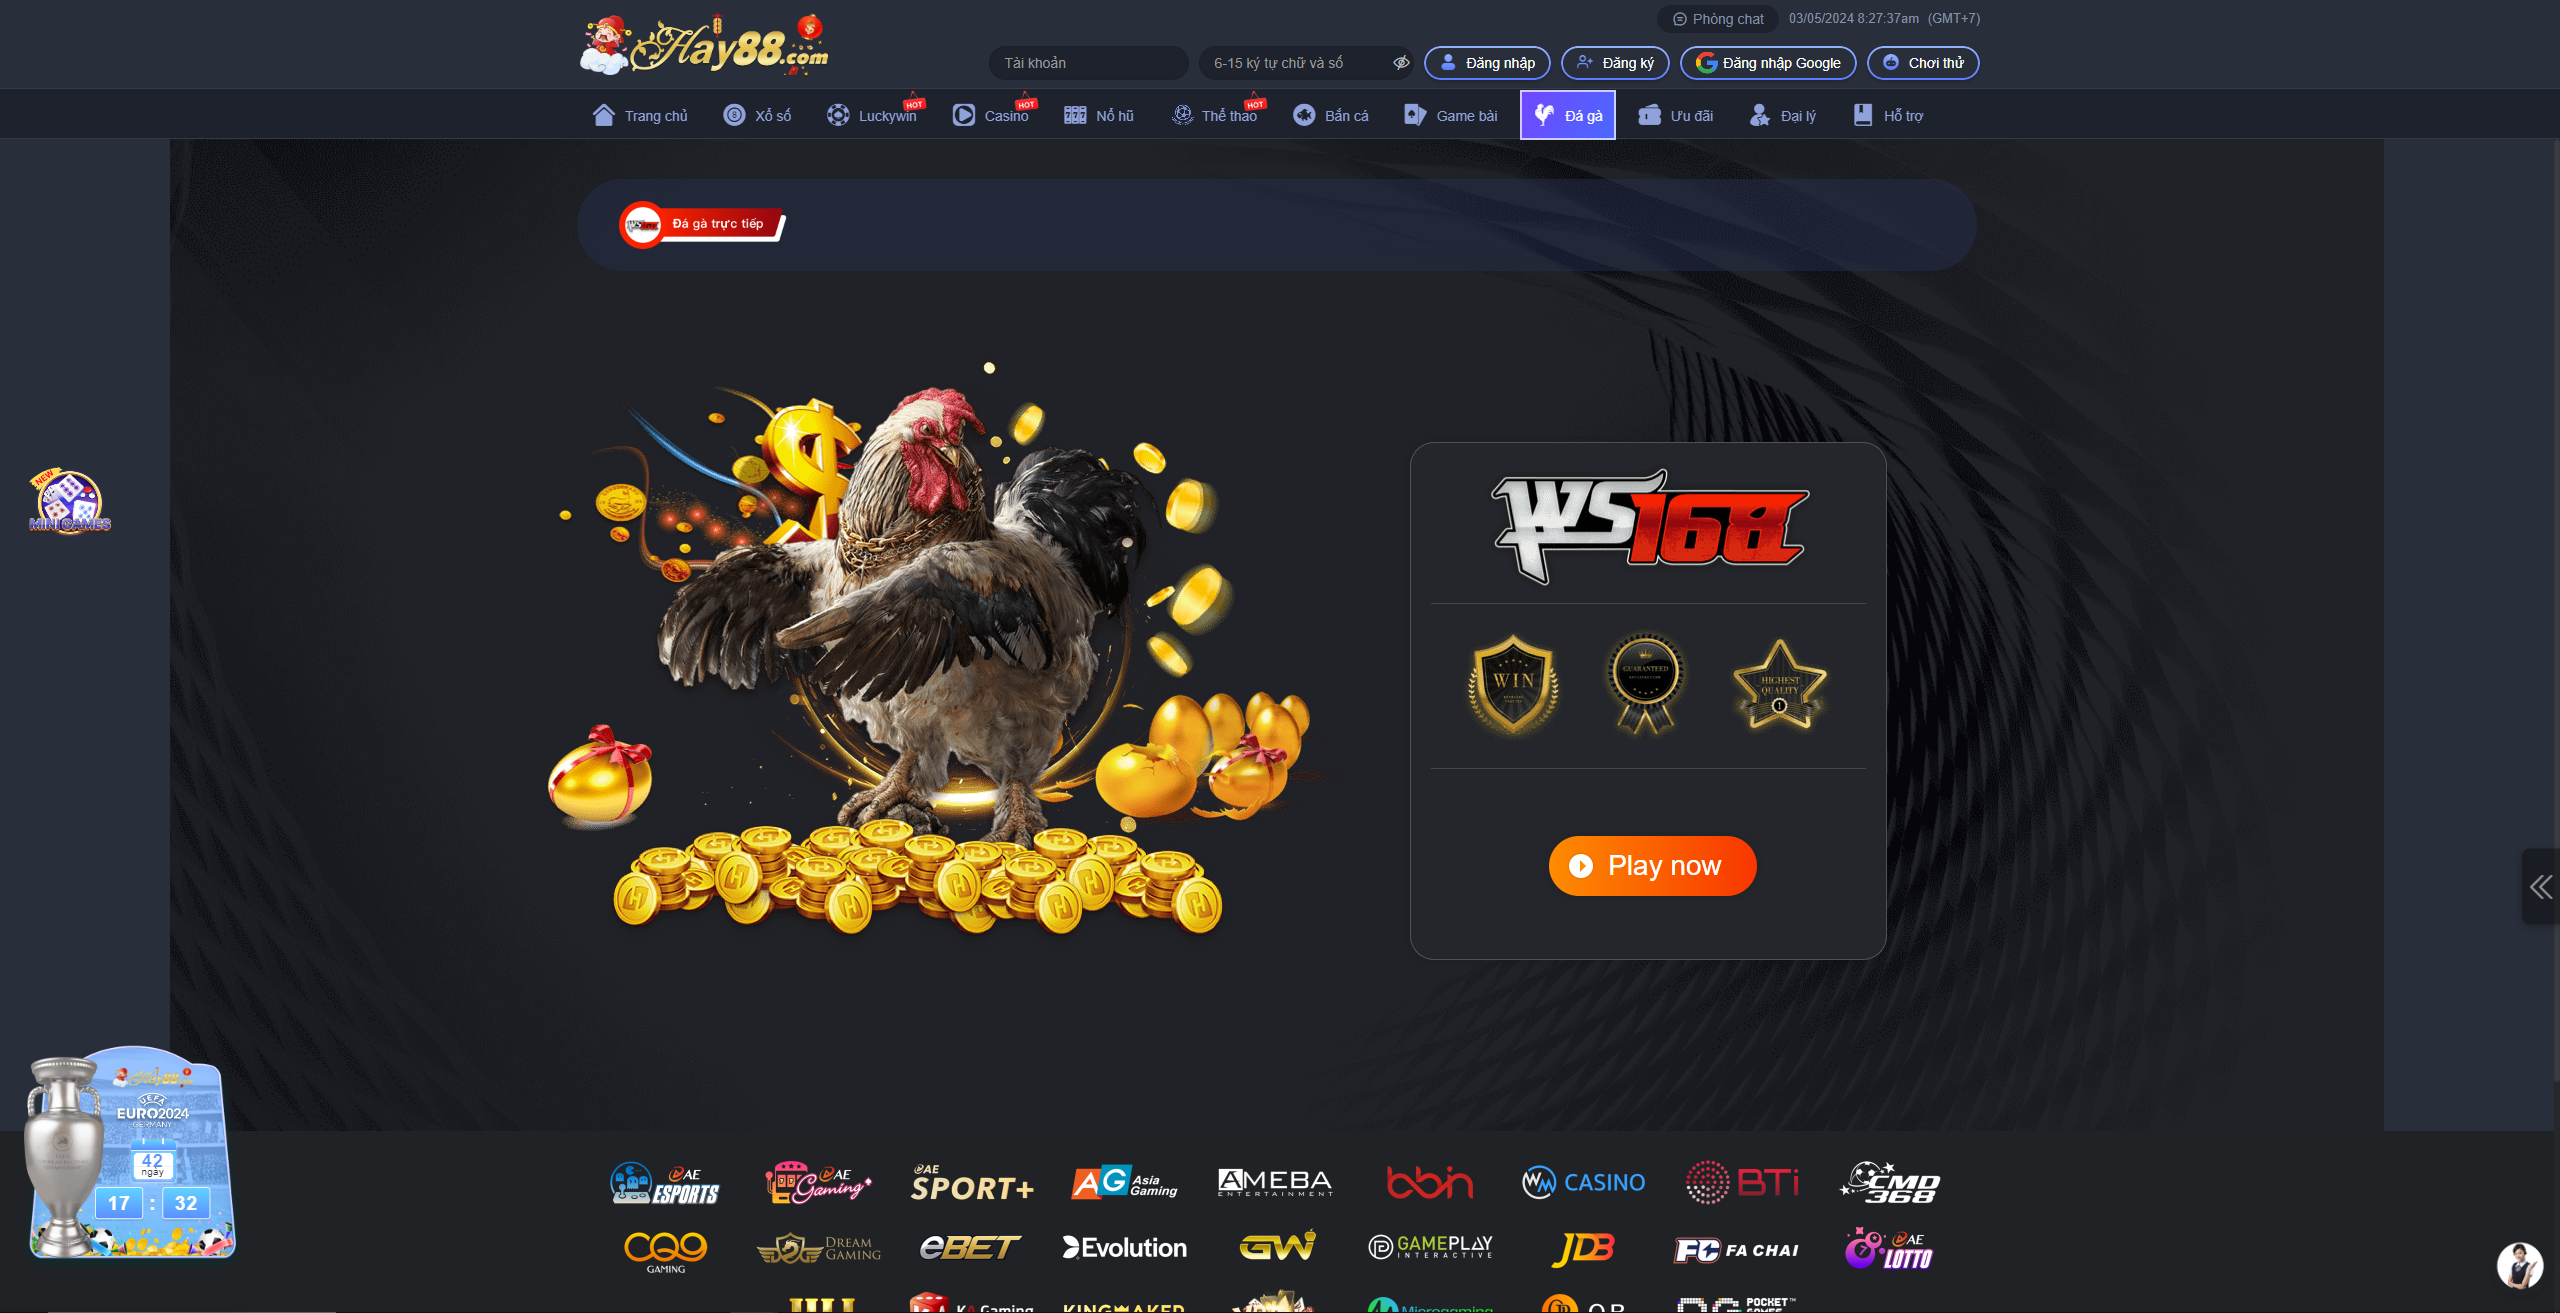 Hay88.com
Phòng chat
03/05/2024 8:27:37am (GMT+7)
Tài khoản
6-15 ký tự chữ và số
Đăng nhập
Đăng ký
Đăng nhập Google
Chơi thử
Trang chủ
Xổ số
Luckywin
HOT
Casino
HOT
Nổ hũ
Thể thao
HOT
Bắn cá
Game bài
Đá gà
Ưu đãi
Đại lý
Hỗ trợ
Đá gà trực tiếp
NEW
MINI GAMES
WS168
WIN
GUARANTEED
HIGHEST
QUALITY
Play now
Hay88
UEFA
EURO2024
GERMANY
42
ngày
17 : 32
AE ESPORTS
AE Gaming
AE SPORT+
AG Asia Gaming
AMEBA ENTERTAINMENT
bbin
WM CASINO
BTi
CMD 368
CQ9 GAMING
DREAM GAMING
eBET
Evolution
GW
GAMEPLAY INTERACTIVE
JDB
FC FA CHAI
AE LOTTO
KA Gaming
KINGMAKER
Microgaming
POCKET